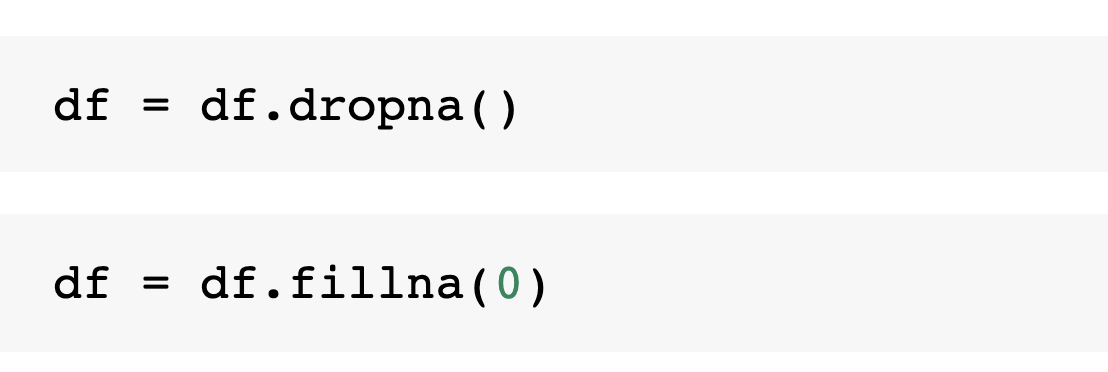 df = df.dropna()
df = df.fillna(0)